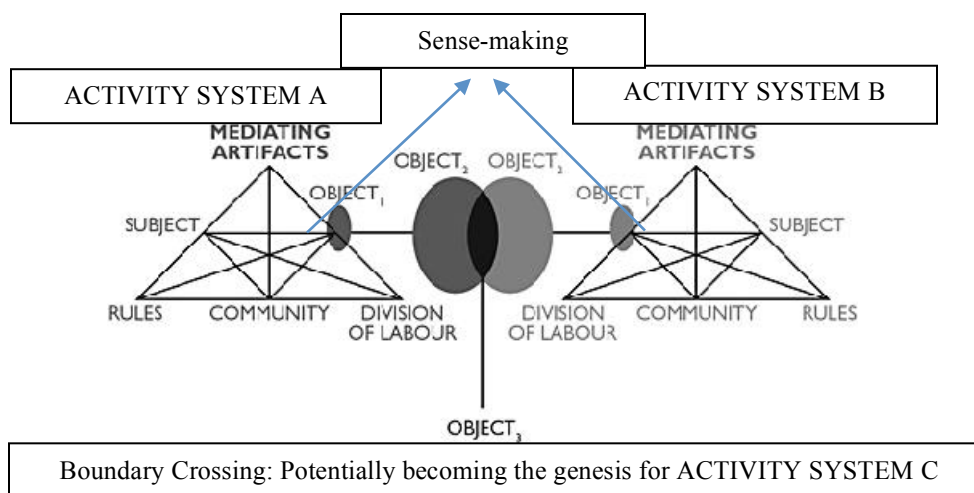 Sense-making
ACTIVITY SYSTEM A
ACTIVITY SYSTEM B
MEDIATING
ARTIFACTS
MEDIATING
ARTIFACTS
OBJECT₂
OBJECT₂
OBJECT₁
OBJECT₁
SUBJECT
SUBJECT
RULES
COMMUNITY
DIVISION
OF LABOUR
DIVISION
OF LABOUR
COMMUNITY
RULES
OBJECT₃
Boundary Crossing: Potentially becoming the genesis for ACTIVITY SYSTEM C